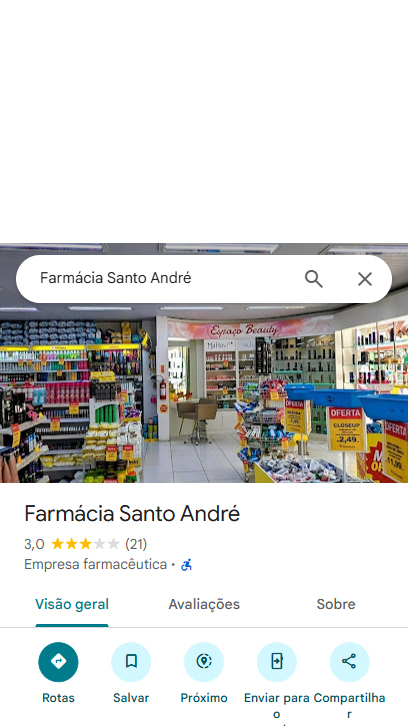 Farmácia Santo André
Espaço Beauty
OFERTA
CLOSEUP
2,49
OFERTA
Farmácia Santo André
3,0 (21)
Empresa farmacêutica ·
Visão geral
Avaliações
Sobre
Rotas
Salvar
Próximo
Enviar para o
Compartilhar